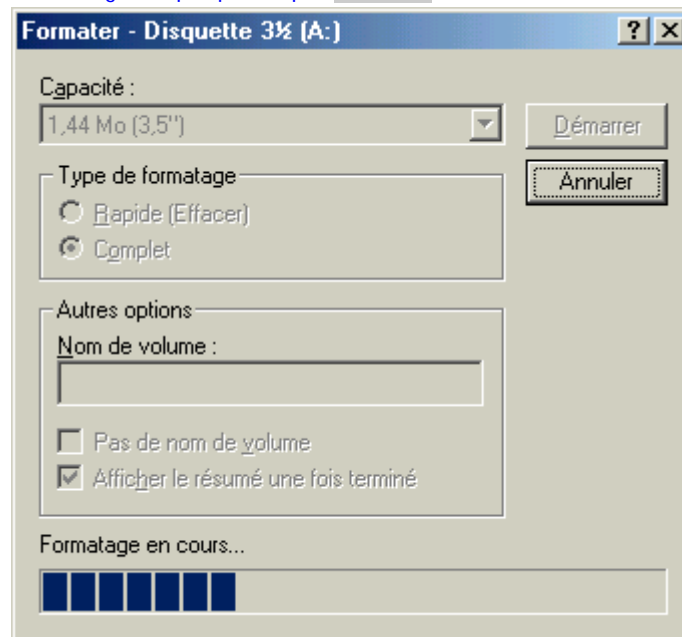 Formater - Disquette 3½ (A:)
Capacité :
1,44 Mo (3,5'')
Démarrer
Annuler
Type de formatage
Rapide (Effacer)
Complet
Autres options
Nom de volume :
Pas de nom de volume
Afficher le résumé une fois terminé
Formatage en cours...